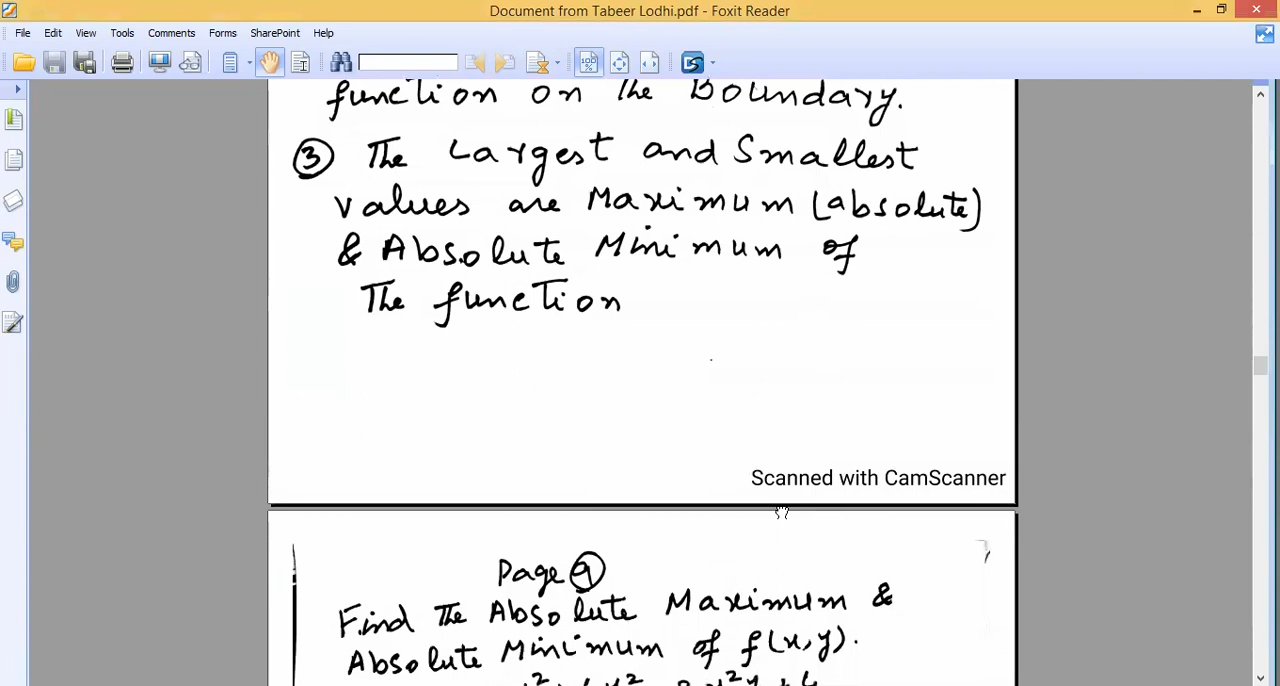 Document from Tabeer Lodhi.pdf - Foxit Reader
File Edit View Tools Comments Forms SharePoint Help
function on the Boundary.
③ The Largest and Smallest
values are Maximum (absolute)
& Absolute Minimum of
The function
Scanned with CamScanner
Page ⑨
Find The Absolute Maximum &
Absolute Minimum of f(x,y).